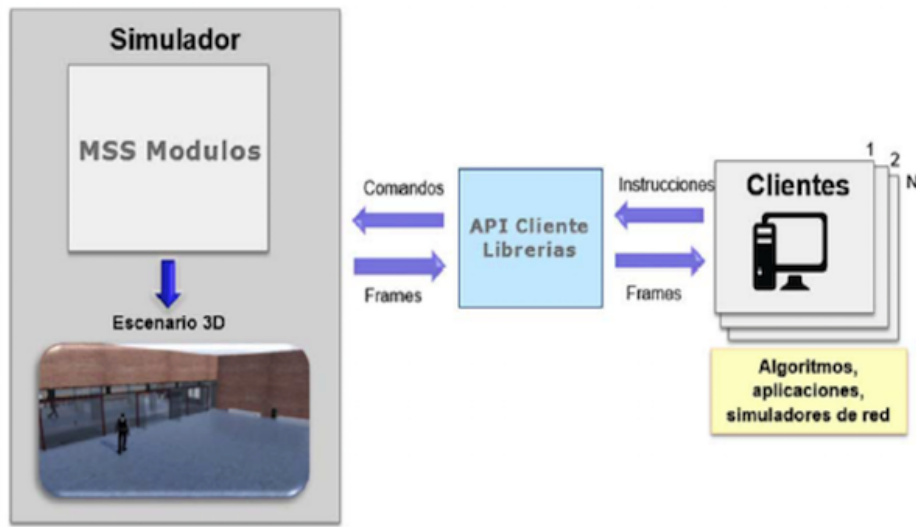 Simulador
MSS Modulos
Escenario 3D
Comandos
Frames
API Cliente
Librerias
Instrucciones
Frames
1
2
N
Clientes
Algoritmos,
aplicaciones,
simuladores de red